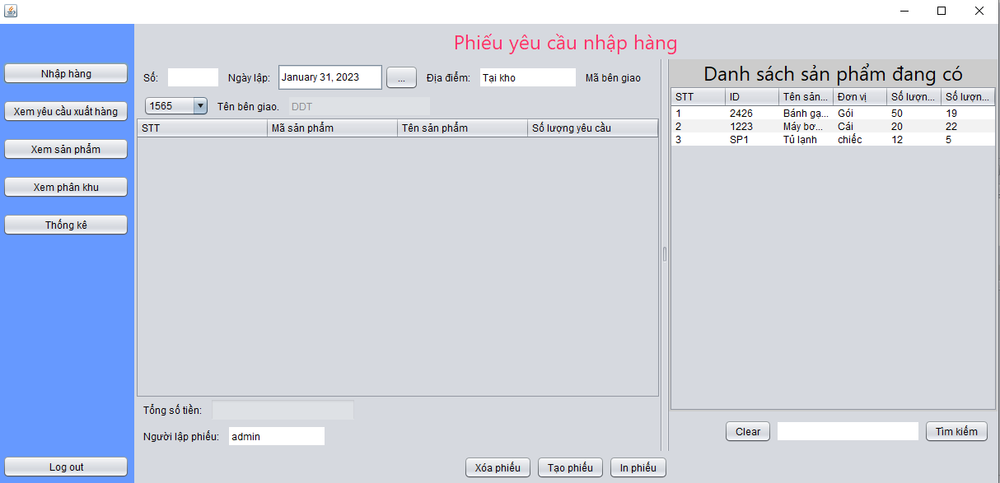 Phiếu yêu cầu nhập hàng
Nhập hàng
Xem yêu cầu xuất hàng
Xem sản phẩm
Xem phân khu
Thống kê
Log out
Số: Ngày lập: January 31, 2023 ... Địa điểm: Tại kho Mã bên giao
1565 Tên bên giao. DDT
STT Mã sản phẩm Tên sản phẩm Số lượng yêu cầu
Tổng số tiền:
Người lập phiếu: admin
Xóa phiếu Tạo phiếu In phiếu
Danh sách sản phẩm đang có
STT ID Tên sản... Đơn vị Số lượn... Số lượn...
1 2426 Bánh gạ... Gói 50 19
2 1223 Máy bơ... Cái 20 22
3 SP1 Tủ lạnh chiếc 12 5
Clear Tìm kiếm